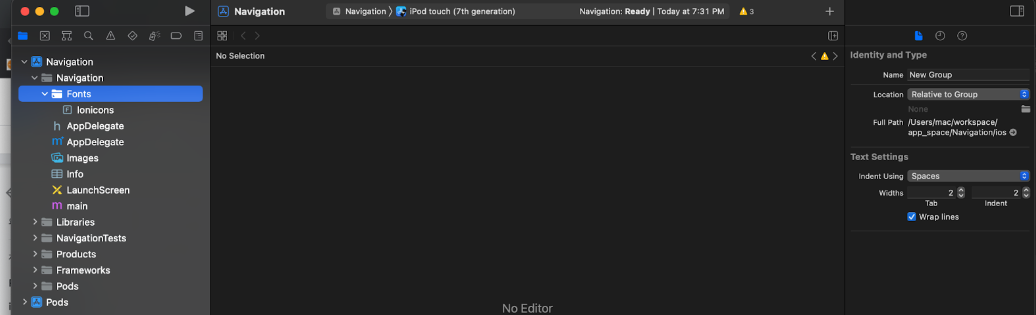 Navigation
Navigation
iPod touch (7th generation)
Navigation: Ready | Today at 7:31 PM
3
No Selection
Navigation
Navigation
Fonts
Ionicons
AppDelegate
AppDelegate
Images
Info
LaunchScreen
main
Libraries
NavigationTests
Products
Frameworks
Pods
Pods
No Editor
Identity and Type
Name New Group
Location Relative to Group
None
Full Path /Users/mac/workspace/
app_space/Navigation/ios
Text Settings
Indent Using Spaces
Widths 2 2
Tab Indent
Wrap lines